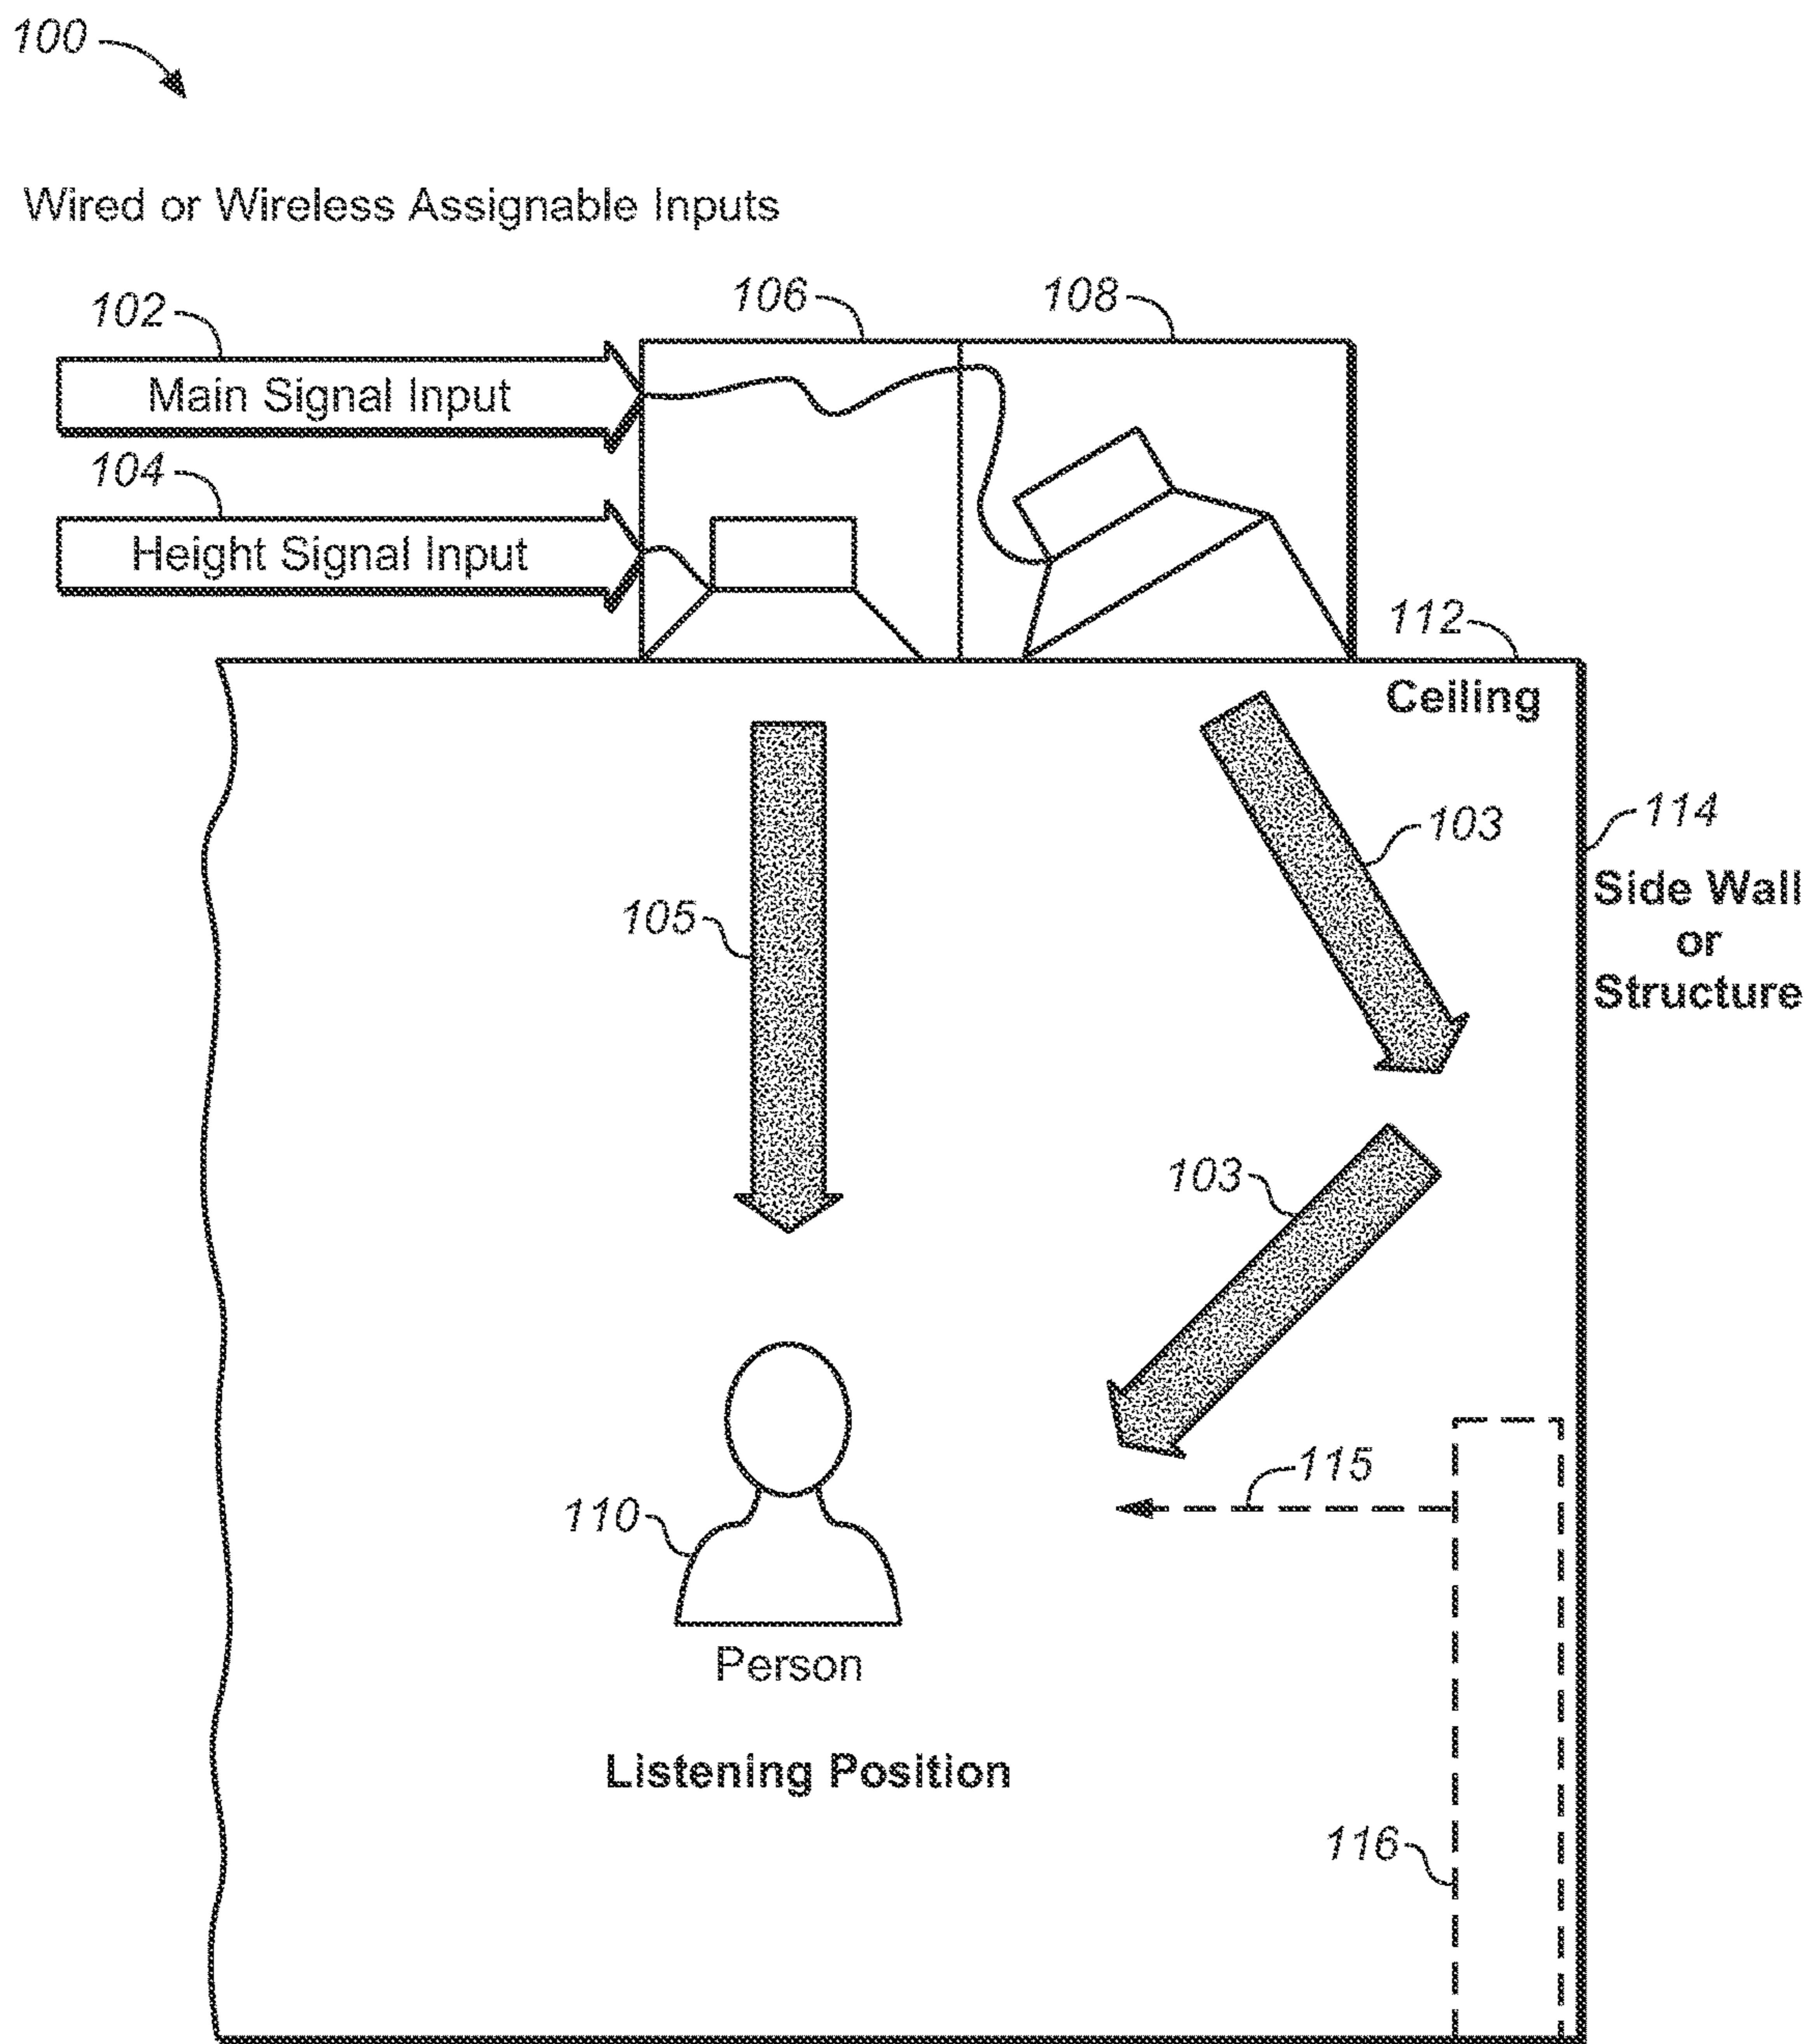 100
Wired or Wireless Assignable Inputs
102
106
108
Main Signal Input
104
Height Signal Input
112
Ceiling
114
103
Side Wall
or
Structure
105
103
115
110
Person
Listening Position
116